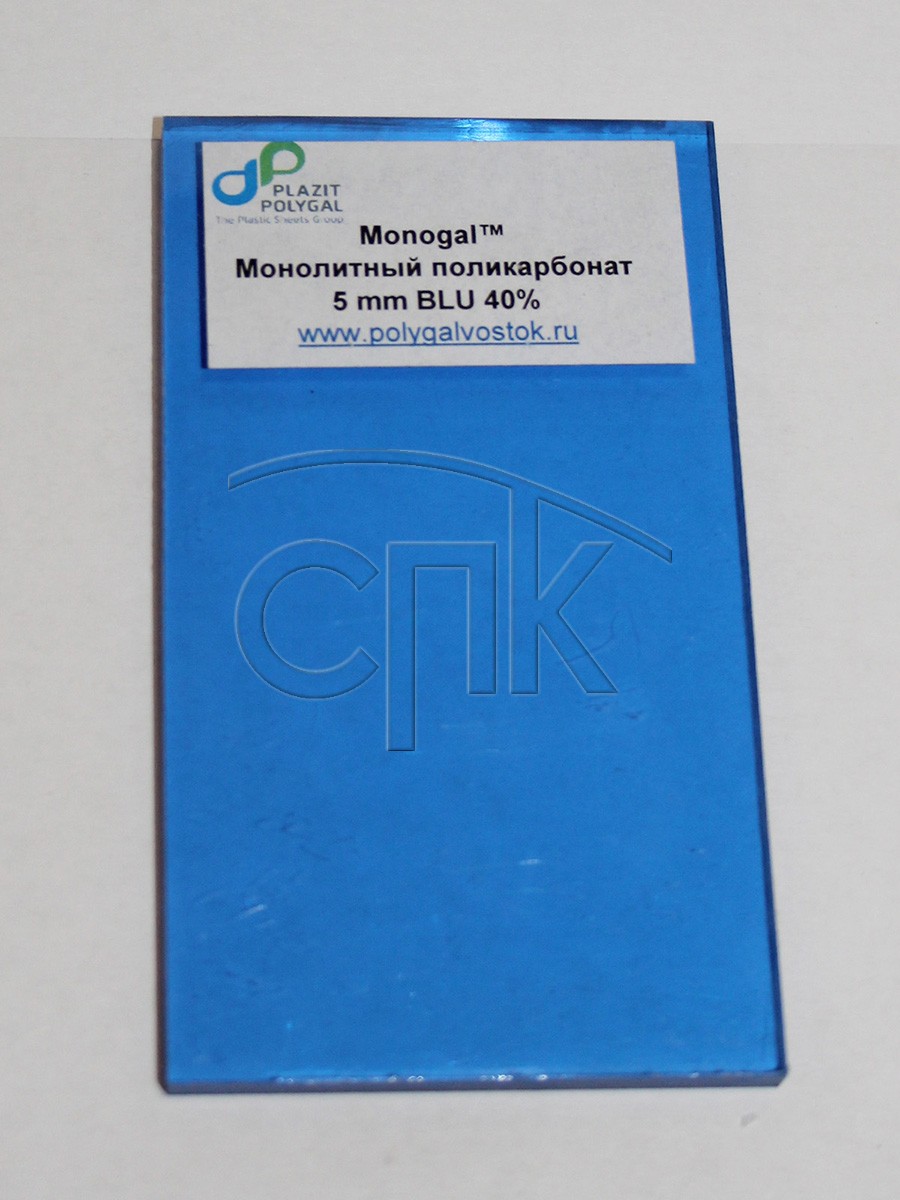 PLAZIT
POLYGAL
The Plastic Sheets Group
Monogal™
Монолитный поликарбонат
5 mm BLU 40%
www.polygalvostok.ru
СПК